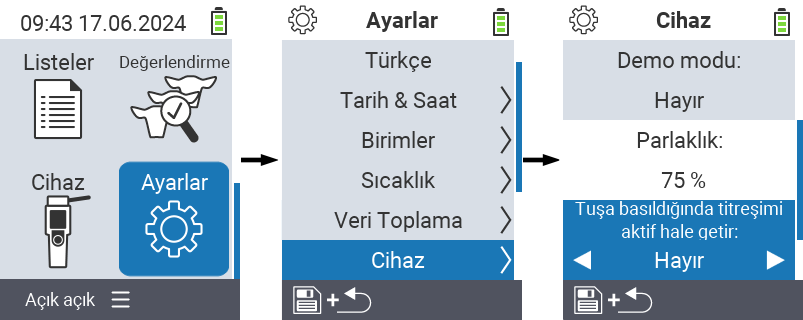 09:43 17.06.2024
Listeler
Değerlendirme
Cihaz
Ayarlar
Açık açık
Ayarlar
Türkçe
Tarih & Saat
Birimler
Sıcaklık
Veri Toplama
Cihaz
+
Cihaz
Demo modu:
Hayır
Parlaklık:
75 %
Tuşa basıldığında titreşimi
aktif hale getir:
Hayır
+